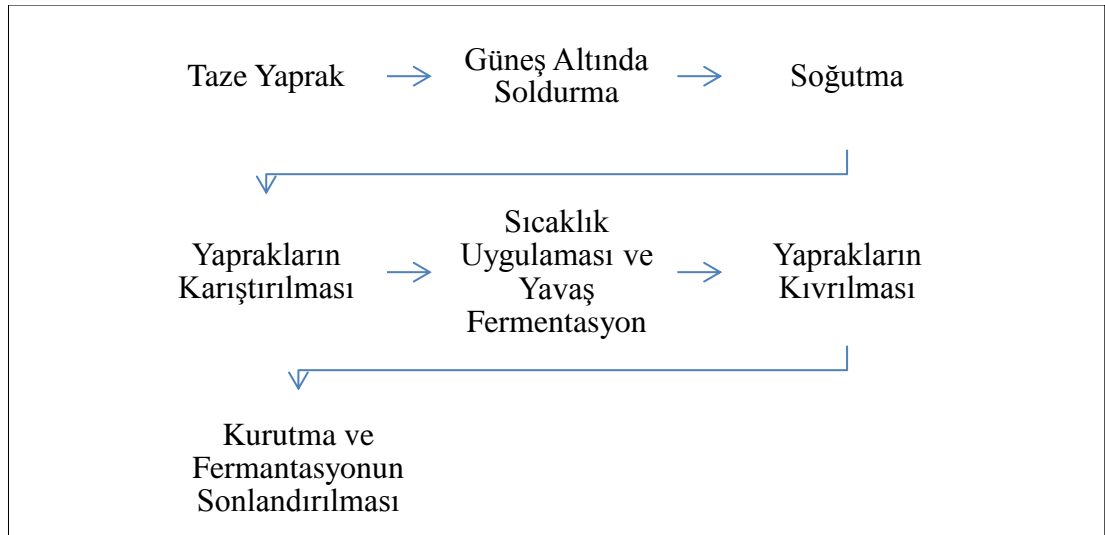 Taze Yaprak
Güneş Altında
Soldurma
Soğutma
Yaprakların
Karıştırılması
Sıcaklık
Uygulaması ve
Yavaş
Fermentasyon
Yaprakların
Kıvrılması
Kurutma ve
Fermantasyonun
Sonlandırılması